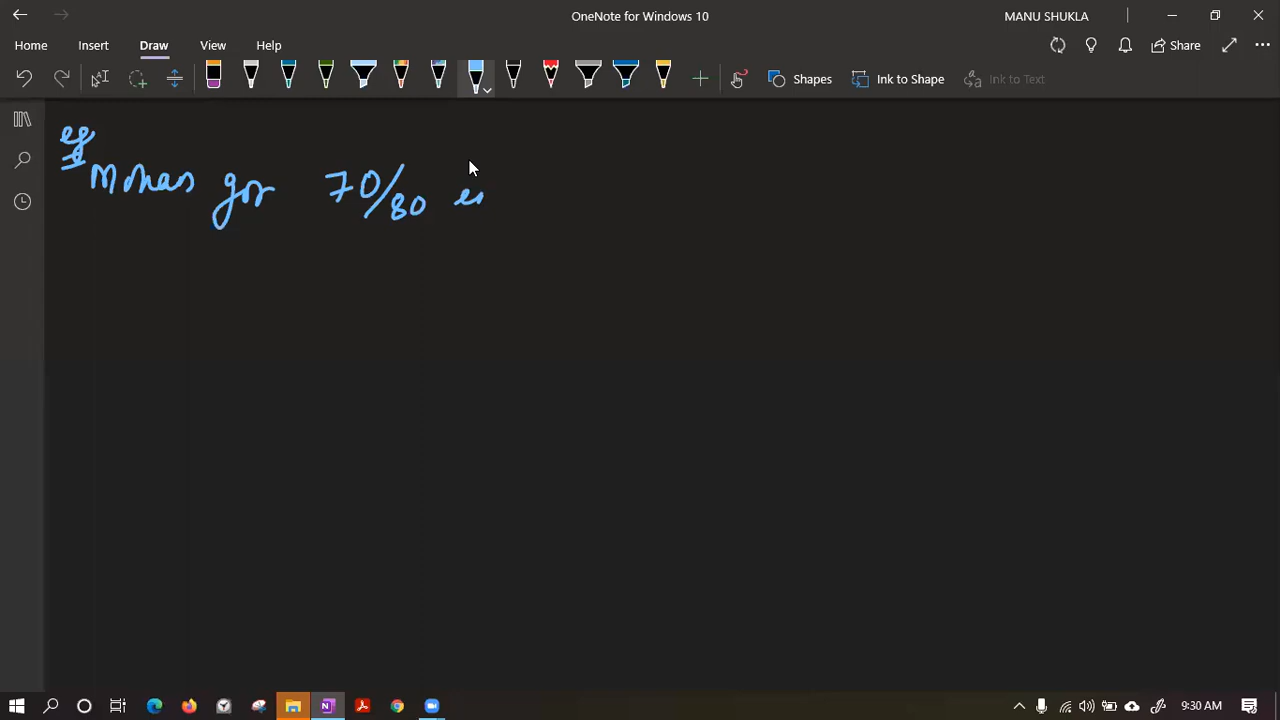 OneNote for Windows 10
MANU SHUKLA
Home Insert Draw View Help
Share
Shapes
Ink to Shape
Ink to Text
eg
Mohan got 70/80
9:30 AM